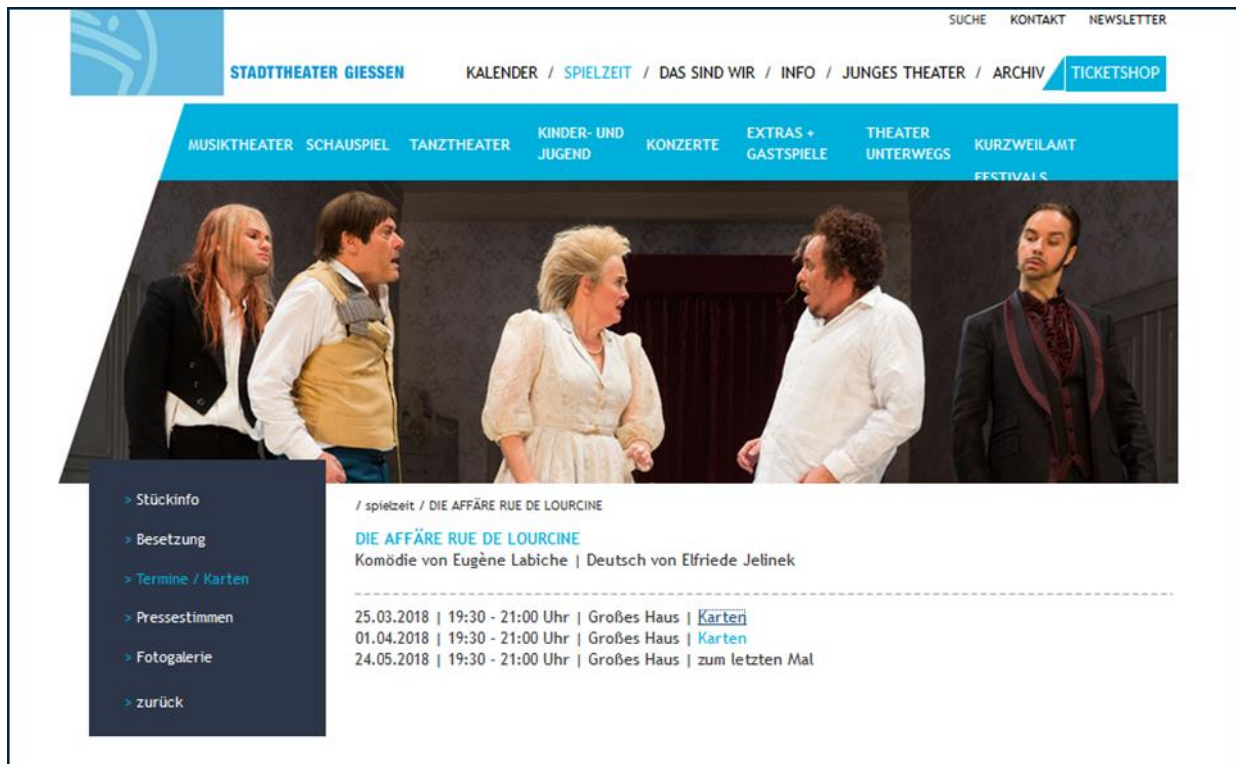 SUCHE KONTAKT NEWSLETTER
STADTTHEATER GIESSEN
KALENDER / SPIELZEIT / DAS SIND WIR / INFO / JUNGES THEATER / ARCHIV TICKETSHOP
MUSIKTHEATER SCHAUSPIEL TANZTHEATER KINDER- UND JUGEND KONZERTE EXTRAS + GASTSPIELE THEATER UNTERWEGS KURZWEILAMT
FESTIVALS
> Stückinfo
> Besetzung
> Termine / Karten
> Pressestimmen
> Fotogalerie
> zurück
/ spielzeit / DIE AFFÄRE RUE DE LOURCINE
DIE AFFÄRE RUE DE LOURCINE
Komödie von Eugène Labiche | Deutsch von Elfriede Jelinek
25.03.2018 | 19:30 - 21:00 Uhr | Großes Haus | Karten
01.04.2018 | 19:30 - 21:00 Uhr | Großes Haus | Karten
24.05.2018 | 19:30 - 21:00 Uhr | Großes Haus | zum letzten Mal